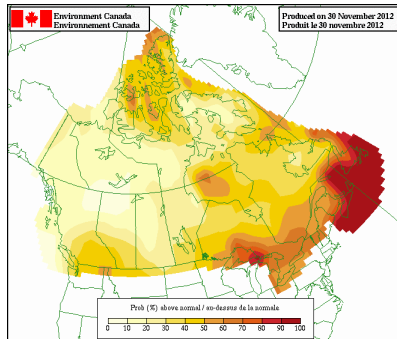 Environment Canada
Environnement Canada
Produced on 30 November 2012
Produit le 30 novembre 2012
Prob (%) above normal / au-dessus de la normale
0 10 20 30 40 50 60 70 80 90 100